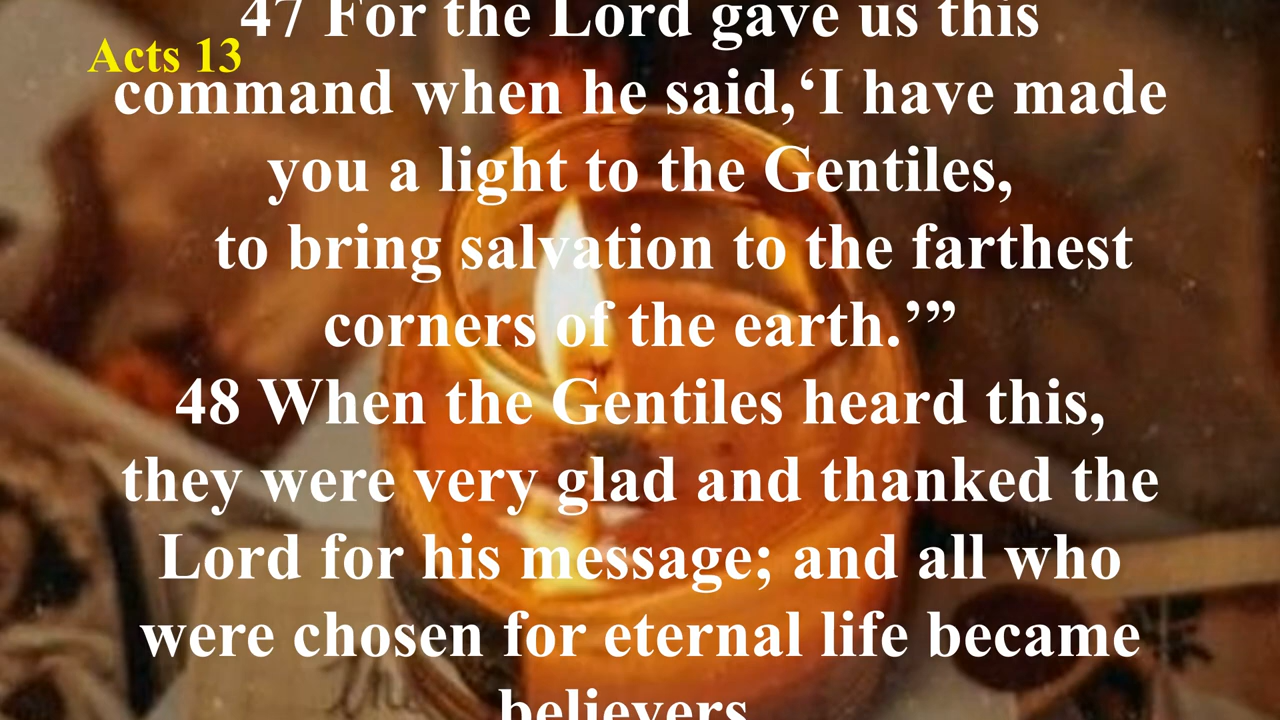 47 For the Lord gave us this
Acts 13
command when he said,‘I have made
you a light to the Gentiles,
to bring salvation to the farthest
corners of the earth.’”
48 When the Gentiles heard this,
they were very glad and thanked the
Lord for his message; and all who
were chosen for eternal life became
believers